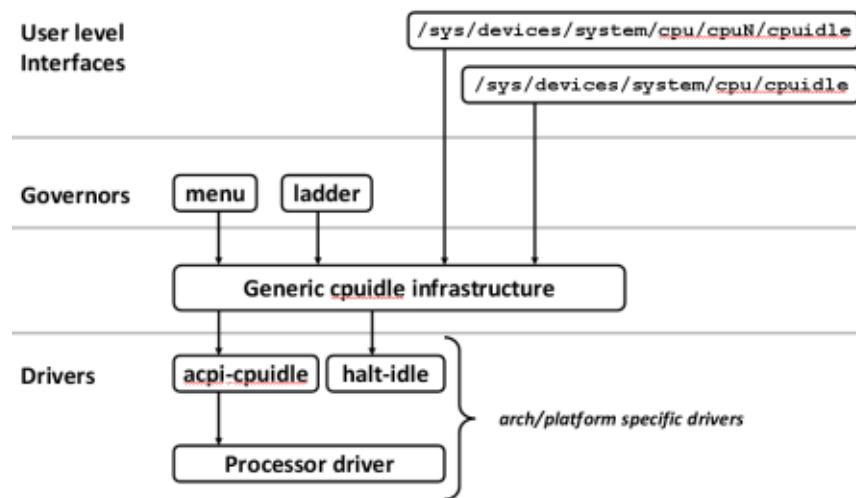 User level
Interfaces
/sys/devices/system/cpu/cpuN/cpuidle
/sys/devices/system/cpu/cpuidle
Governors
menu
ladder
Generic cpuidle infrastructure
Drivers
acpi-cpuidle
halt-idle
arch/platform specific drivers
Processor driver